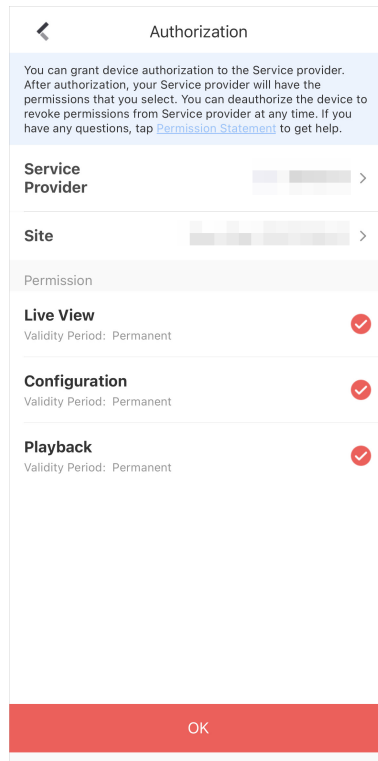 Authorization
You can grant device authorization to the Service provider.
After authorization, your Service provider will have the
permissions that you select. You can deauthorize the device to
revoke permissions from Service provider at any time. If you
have any questions, tap Permission Statement to get help.
Service
Provider
Site
Permission
Live View
Validity Period: Permanent
Configuration
Validity Period: Permanent
Playback
Validity Period: Permanent
OK